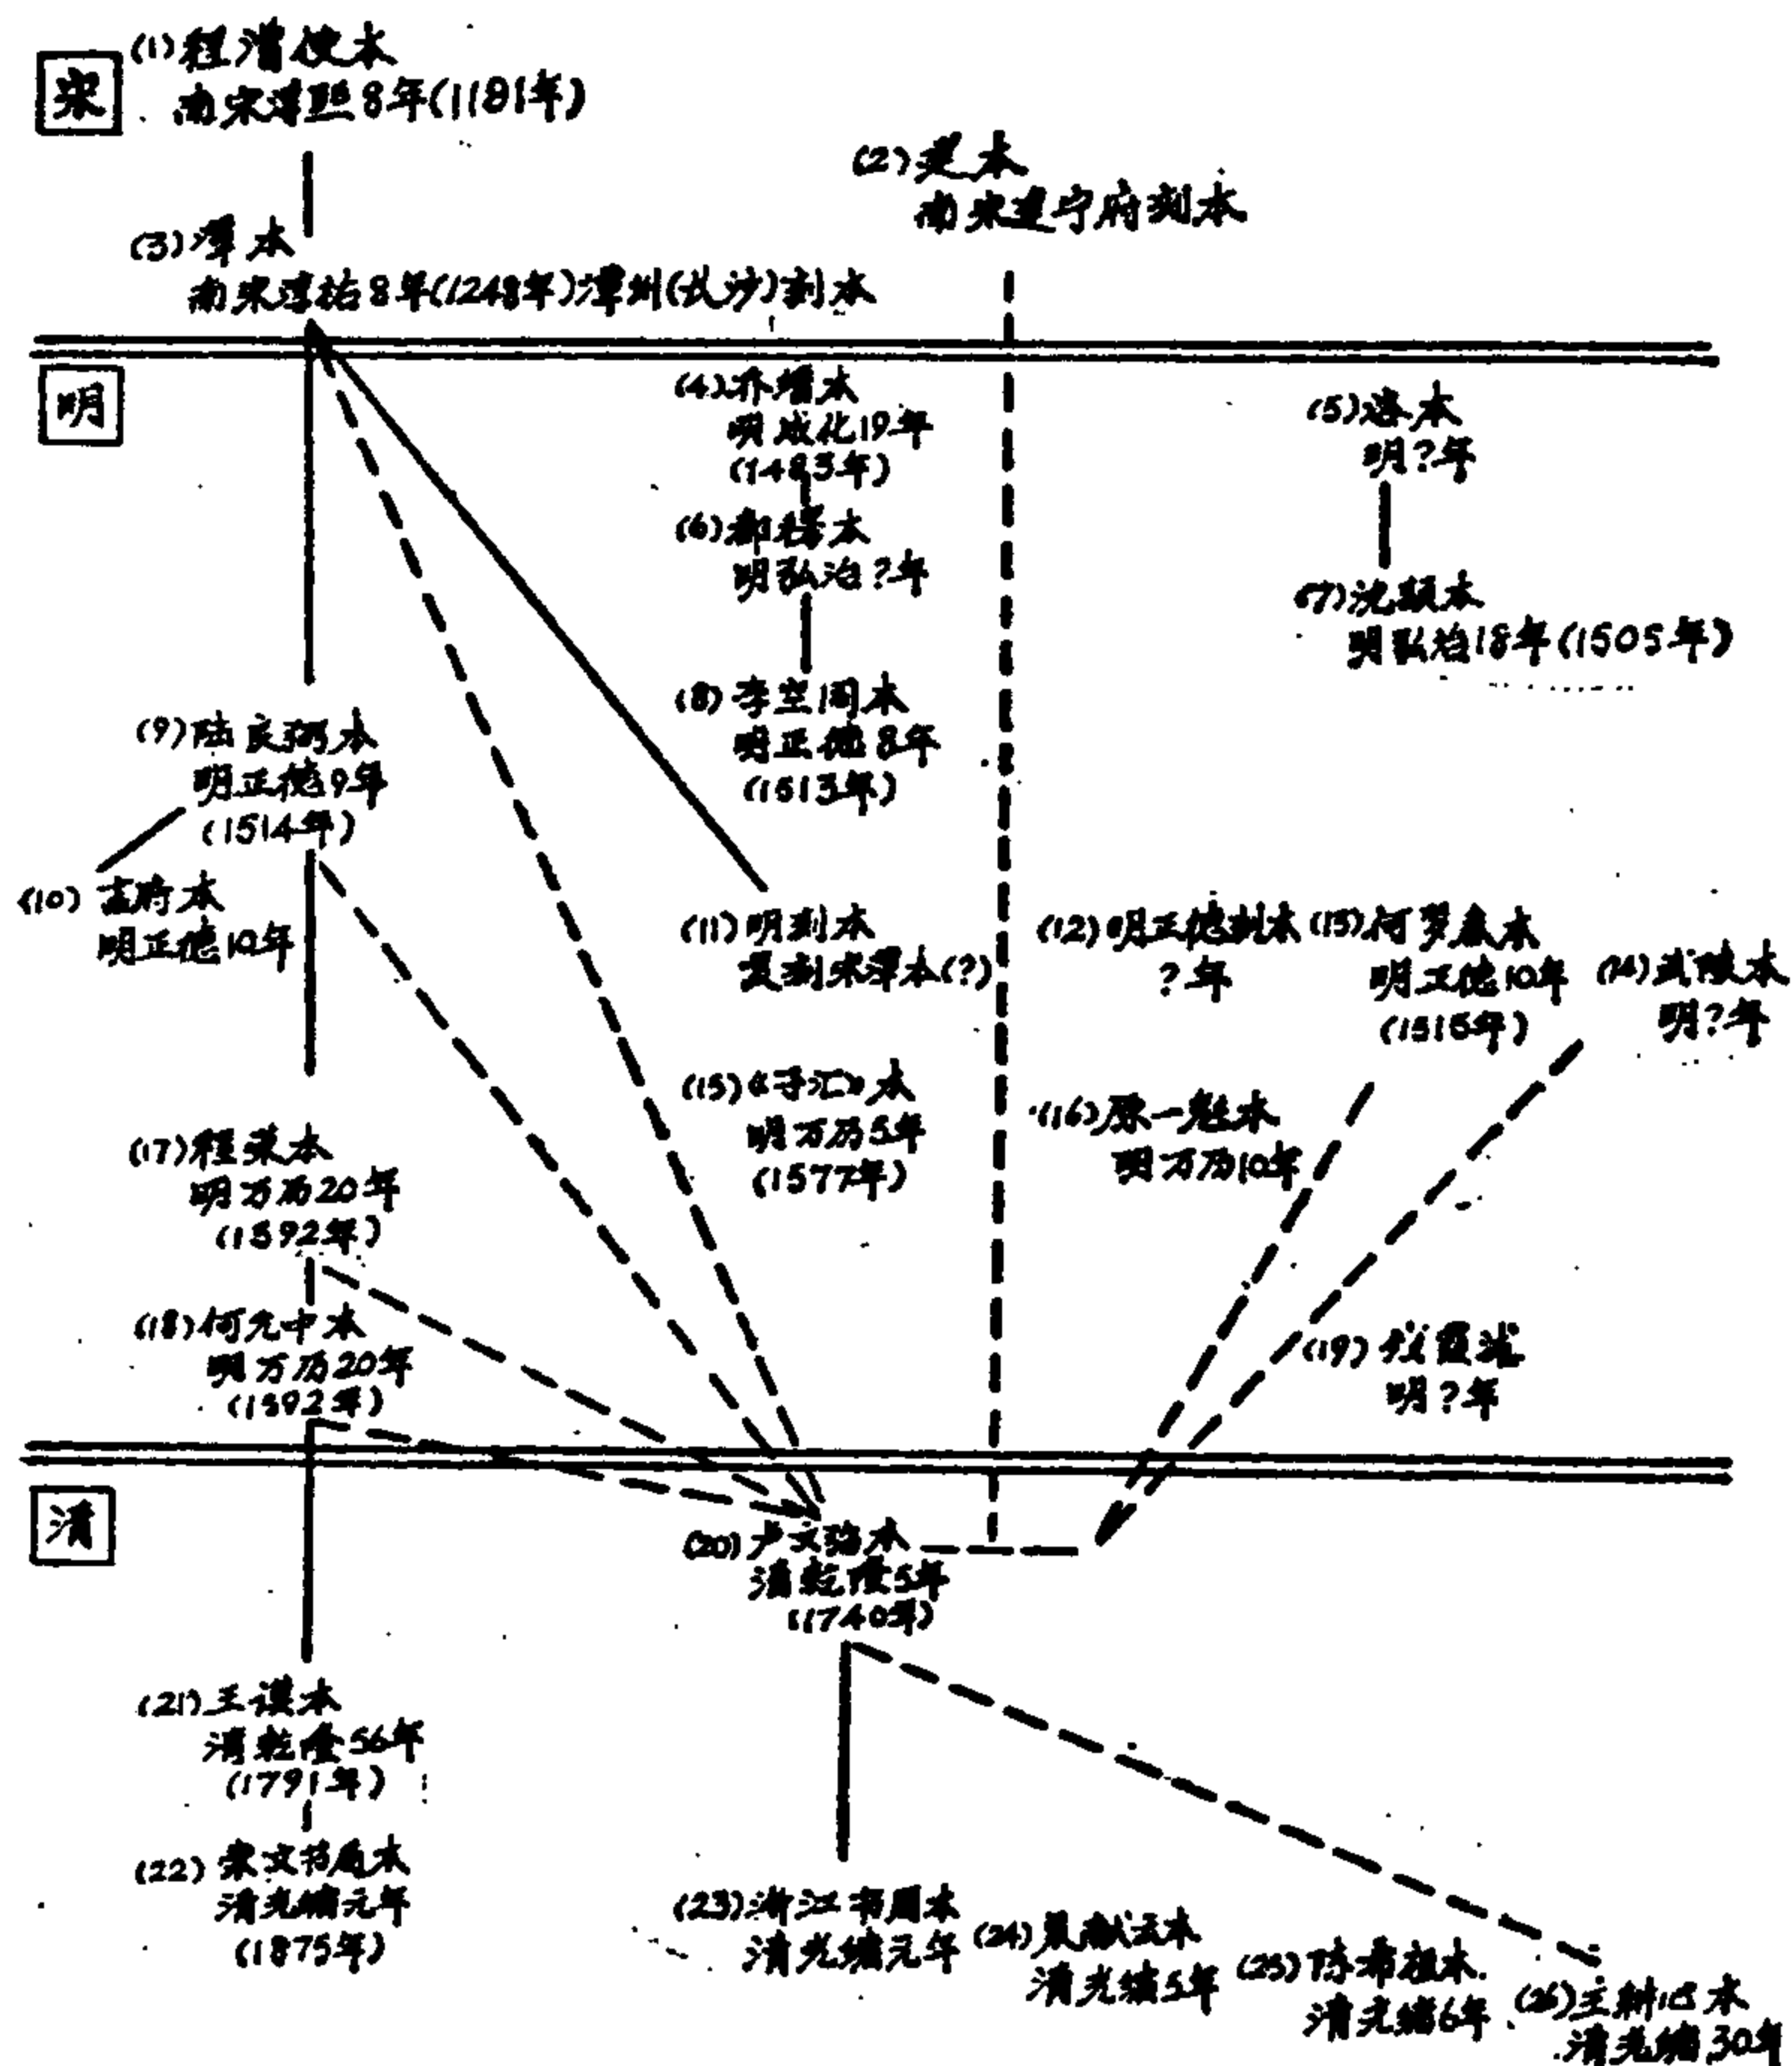 宋
(1)程漕使本
南宋淳熙8年(1181年)
(2)建本
南宋建宁府刻本
(3)潭本
南宋淳祐8年(1248年)潭州(长沙)刻本
明
(4)乔缙本
明成化19年
(1483年)
(5)洛本
明?年
(6)都穆本
明弘治?年
(7)沈颉本
明弘治18年(1505年)
(8)李空同本
明正德8年
(1513年)
(9)陆良弼本
明正德9年
(1514年)
(10)吉府本
明正德10年
(11)明刻本
复刻宋潭本(?)
(12)明正德刻本
?年
(13)何孟春本
明正德10年
(1515年)
(14)武陵本
明?年
(15)《子汇》本
明万历5年
(1577年)
(16)
明万历10年
(17)程荣本
明万历20年
(1592年)
(18)何允中本
明万历20年
(1592年)
(19)
明?年
清
(20)卢文弨本
清乾隆5年
(1740年)
(21)王谟本
清乾隆56年
(1791年)
(22)崇文书局本
清光绪元年
(1875年)
(23)浙江书局本
清光绪元年
(24)吴献云本
清光绪5年
(25)陈希祖本
清光绪6年
(26)王耕心本
清光绪30年